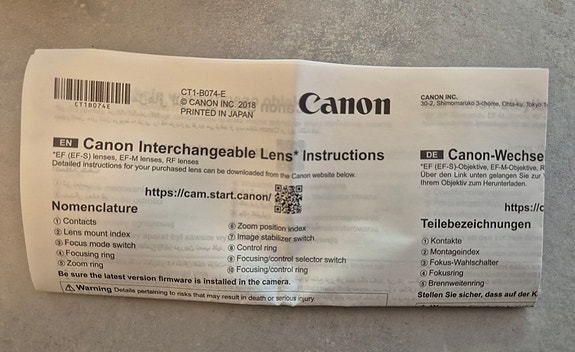 CT1-B074-E
© CANON INC. 2018
PRINTED IN JAPAN
CT1B074E
Canon
CANON INC.
30-2, Shimomaruko 3-chome, Ohta-ku, Tokyo
EN Canon Interchangeable Lens* Instructions
*EF (EF-S) lenses, EF-M lenses, RF lenses
Detailed instructions for your purchased lens can be downloaded from the Canon website below.
https://cam.start.canon/
Nomenclature
① Contacts
② Lens mount index
③ Focus mode switch
④ Focusing ring
⑤ Zoom ring
⑥ Zoom position index
⑦ Image stabilizer switch
⑧ Control ring
⑨ Focusing/control selector switch
⑩ Focusing/control ring
Be sure the latest version firmware is installed in the camera.
⚠ Warning Details pertaining to risks that may result in death or serious injury.
DE Canon-Wechse
*EF (EF-S)-Objektive, EF-M-Objektive, R
Über den Link unten gelangen Sie zur
Ihrem Objektiv zum Herunterladen.
https://c
Teilebezeichnungen
① Kontakte
② Montageindex
③ Fokus-Wahlschalter
④ Fokusring
⑤ Brennweitenring
Stellen Sie sicher, dass auf der K